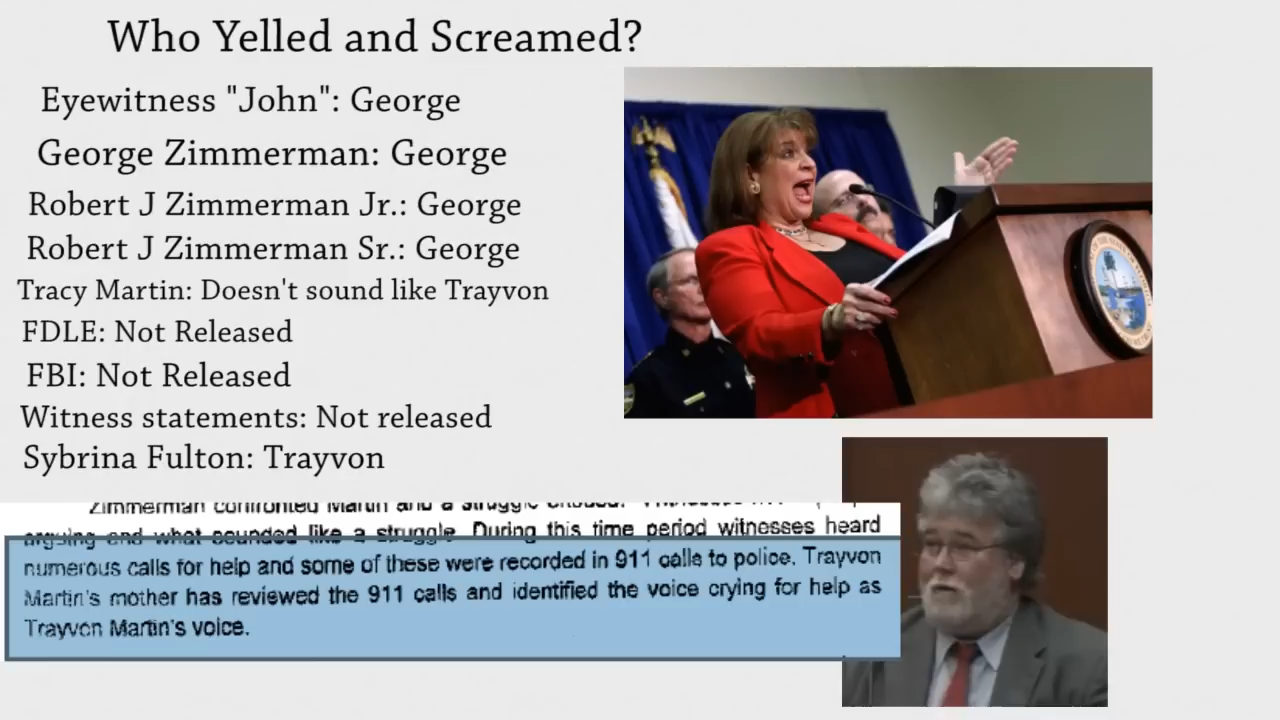 Who Yelled and Screamed?
Eyewitness "John": George
George Zimmerman: George
Robert J Zimmerman Jr.: George
Robert J Zimmerman Sr.: George
Tracy Martin: Doesn't sound like Trayvon
FDLE: Not Released
FBI: Not Released
Witness statements: Not released
Sybrina Fulton: Trayvon
Zimmerman confronted Martin and a struggle ensued.
arguing and what sounded like a struggle. During this time period witnesses heard
numerous calls for help and some of these were recorded in 911 calls to police. Trayvon
Martin's mother has reviewed the 911 calls and identified the voice crying for help as
Trayvon Martin's voice.